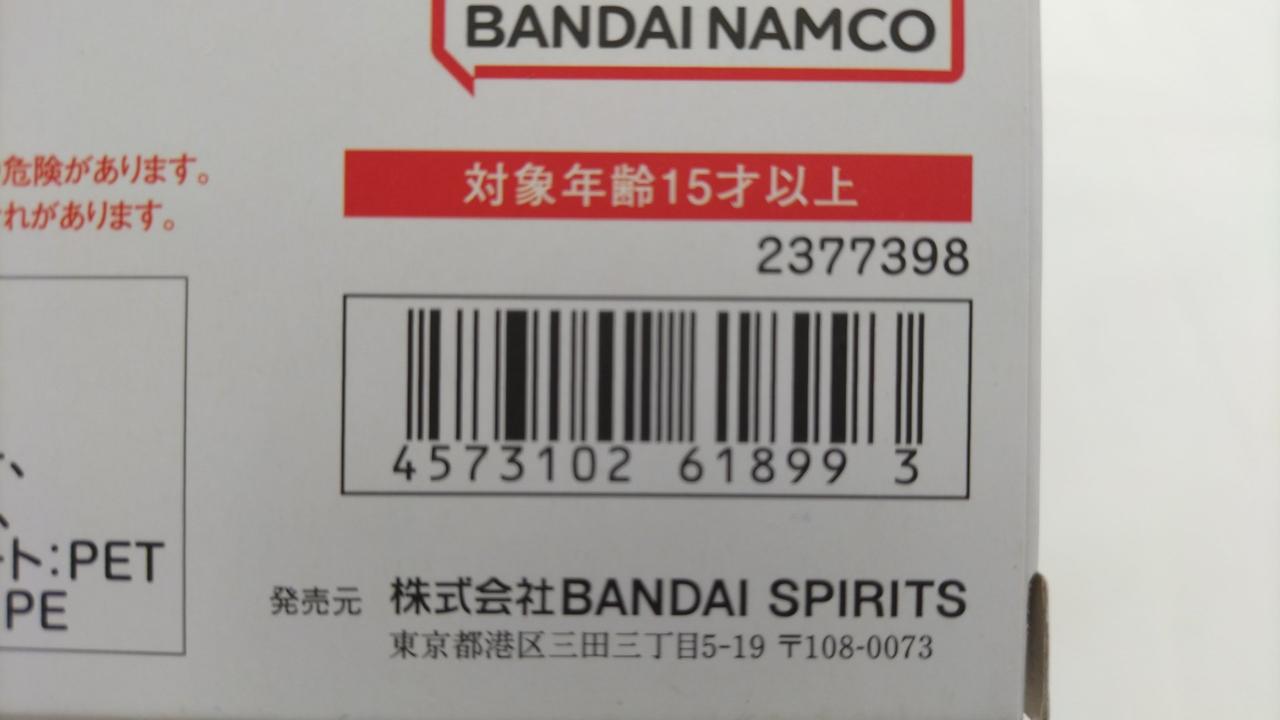 BANDAI NAMCO
危険があります。
れがあります。
対象年齢15才以上
2377398
4573102 61899 3
ト:PET
PE
発売元 株式会社BANDAI SPIRITS
東京都港区三田三丁目5-19 〒108-0073